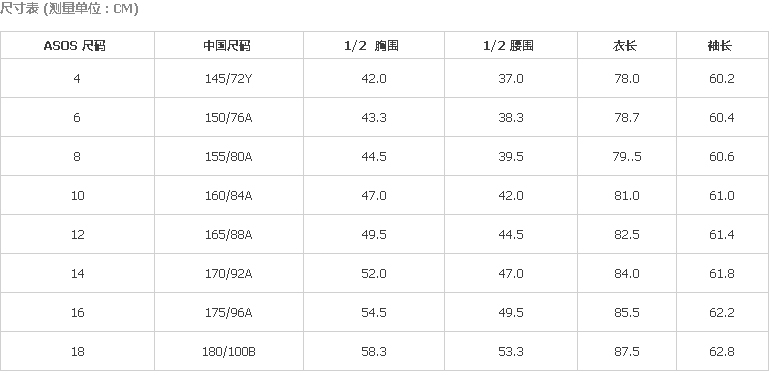 尺寸表 (测量单位：CM)
ASOS 尺码 中国尺码 1/2 胸围 1/2 腰围 衣长 袖长
4 145/72Y 42.0 37.0 78.0 60.2
6 150/76A 43.3 38.3 78.7 60.4
8 155/80A 44.5 39.5 79..5 60.6
10 160/84A 47.0 42.0 81.0 61.0
12 165/88A 49.5 44.5 82.5 61.4
14 170/92A 52.0 47.0 84.0 61.8
16 175/96A 54.5 49.5 85.5 62.2
18 180/100B 58.3 53.3 87.5 62.8